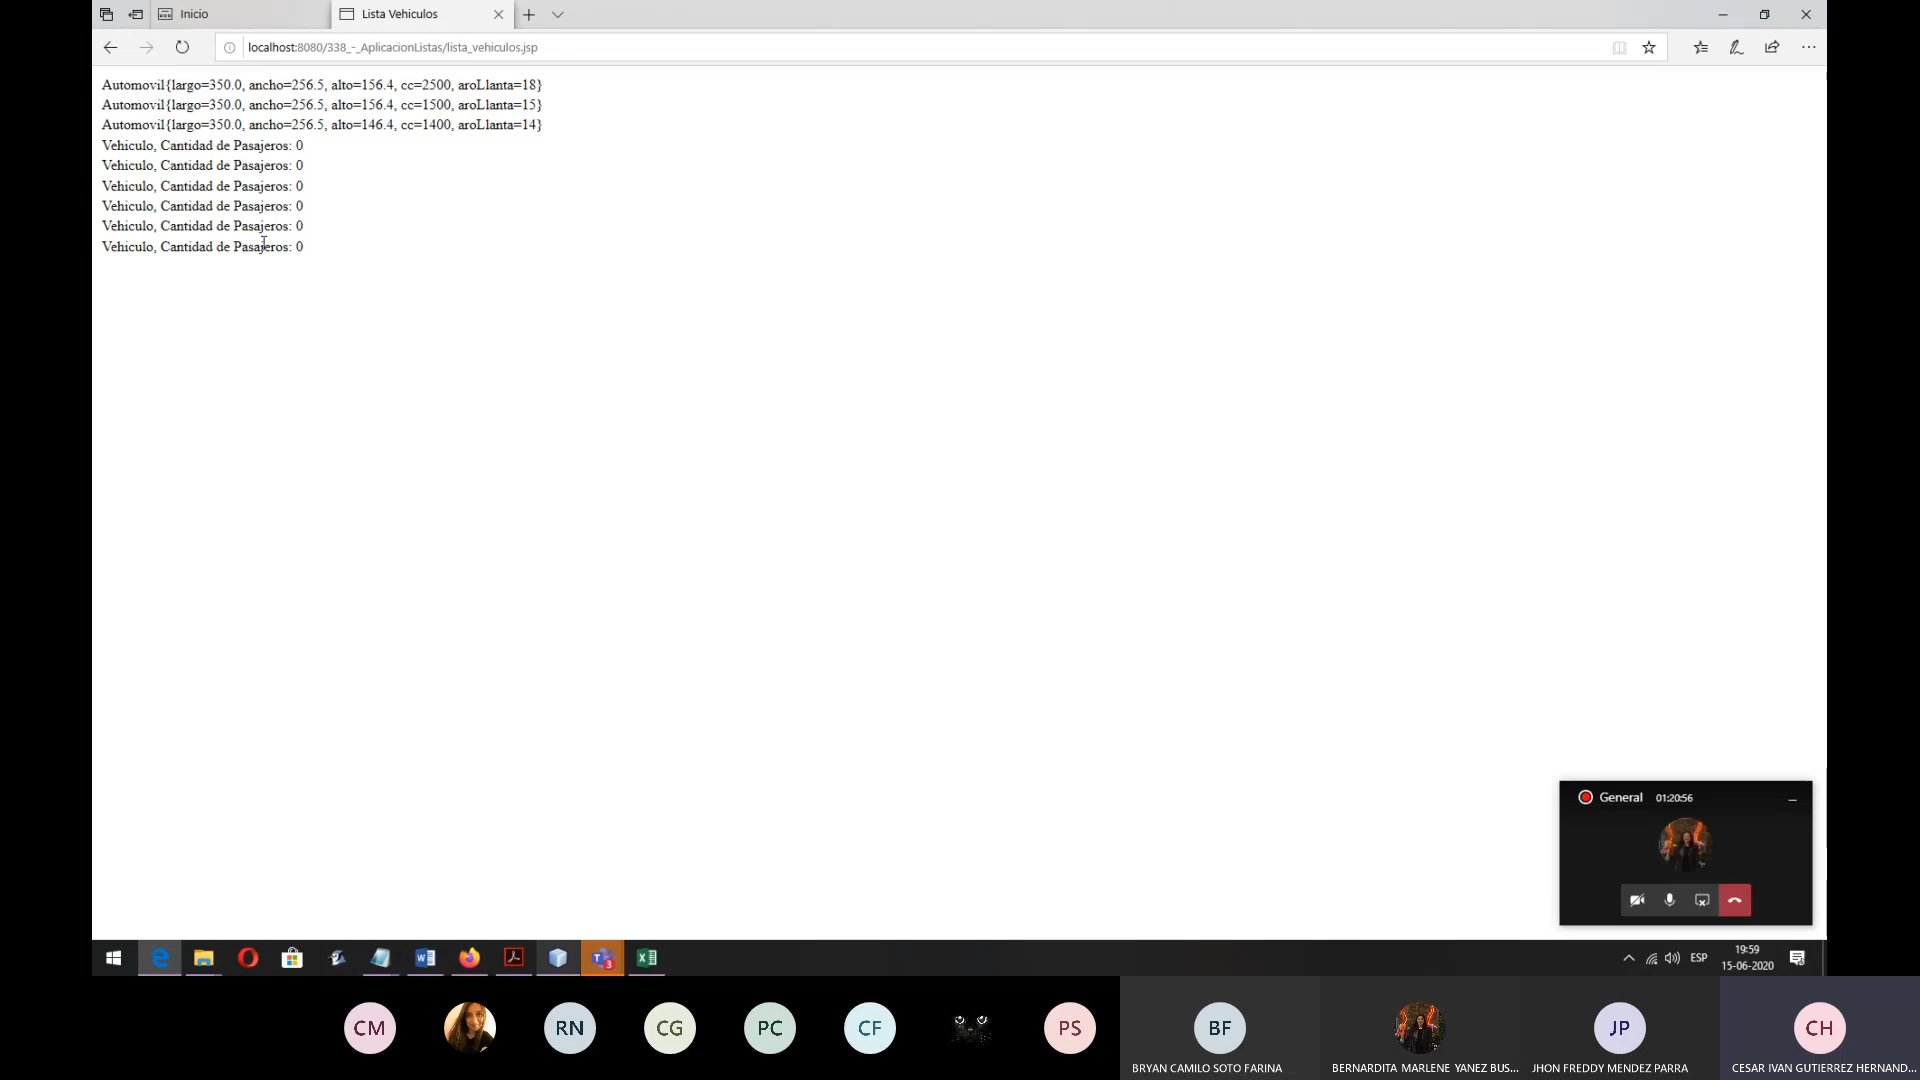 Inicio
Lista Vehiculos
localhost:8080/338_-_AplicacionListas/lista_vehiculos.jsp
Automovil{largo=350.0, ancho=256.5, alto=156.4, cc=2500, aroLlanta=18}
Automovil{largo=350.0, ancho=256.5, alto=156.4, cc=1500, aroLlanta=15}
Automovil{largo=350.0, ancho=256.5, alto=146.4, cc=1400, aroLlanta=14}
Vehiculo, Cantidad de Pasajeros: 0
Vehiculo, Cantidad de Pasajeros: 0
Vehiculo, Cantidad de Pasajeros: 0
Vehiculo, Cantidad de Pasajeros: 0
Vehiculo, Cantidad de Pasajeros: 0
Vehiculo, Cantidad de Pasajeros: 0
General 01:20:56
ESP
19:59
15-06-2020
CM
RN
CG
PC
CF
PS
BF
JP
CH
BRYAN CAMILO SOTO FARINA
BERNARDITA MARLENE YANEZ BUS...
JHON FREDDY MENDEZ PARRA
CESAR IVAN GUTIERREZ HERNAND...